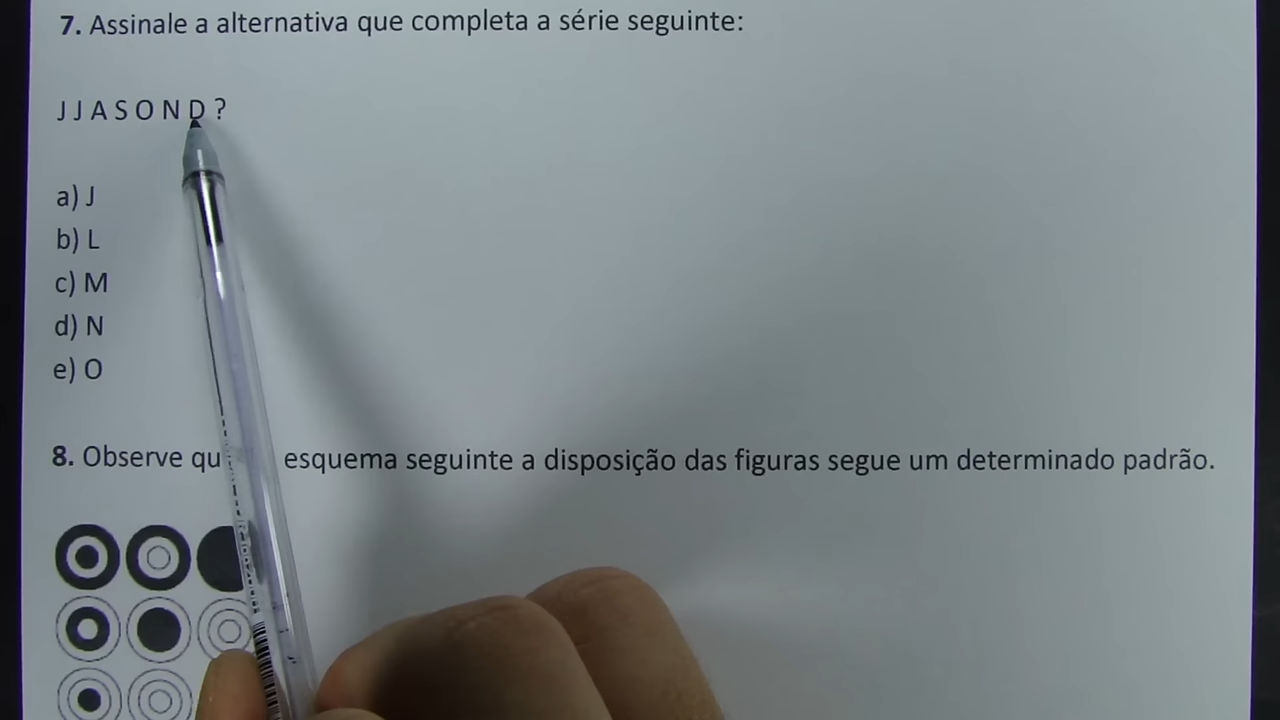 7. Assinale a alternativa que completa a série seguinte:
J J A S O N D ?
a) J
b) L
c) M
d) N
e) O
8. Observe qu esquema seguinte a disposição das figuras segue um determinado padrão.